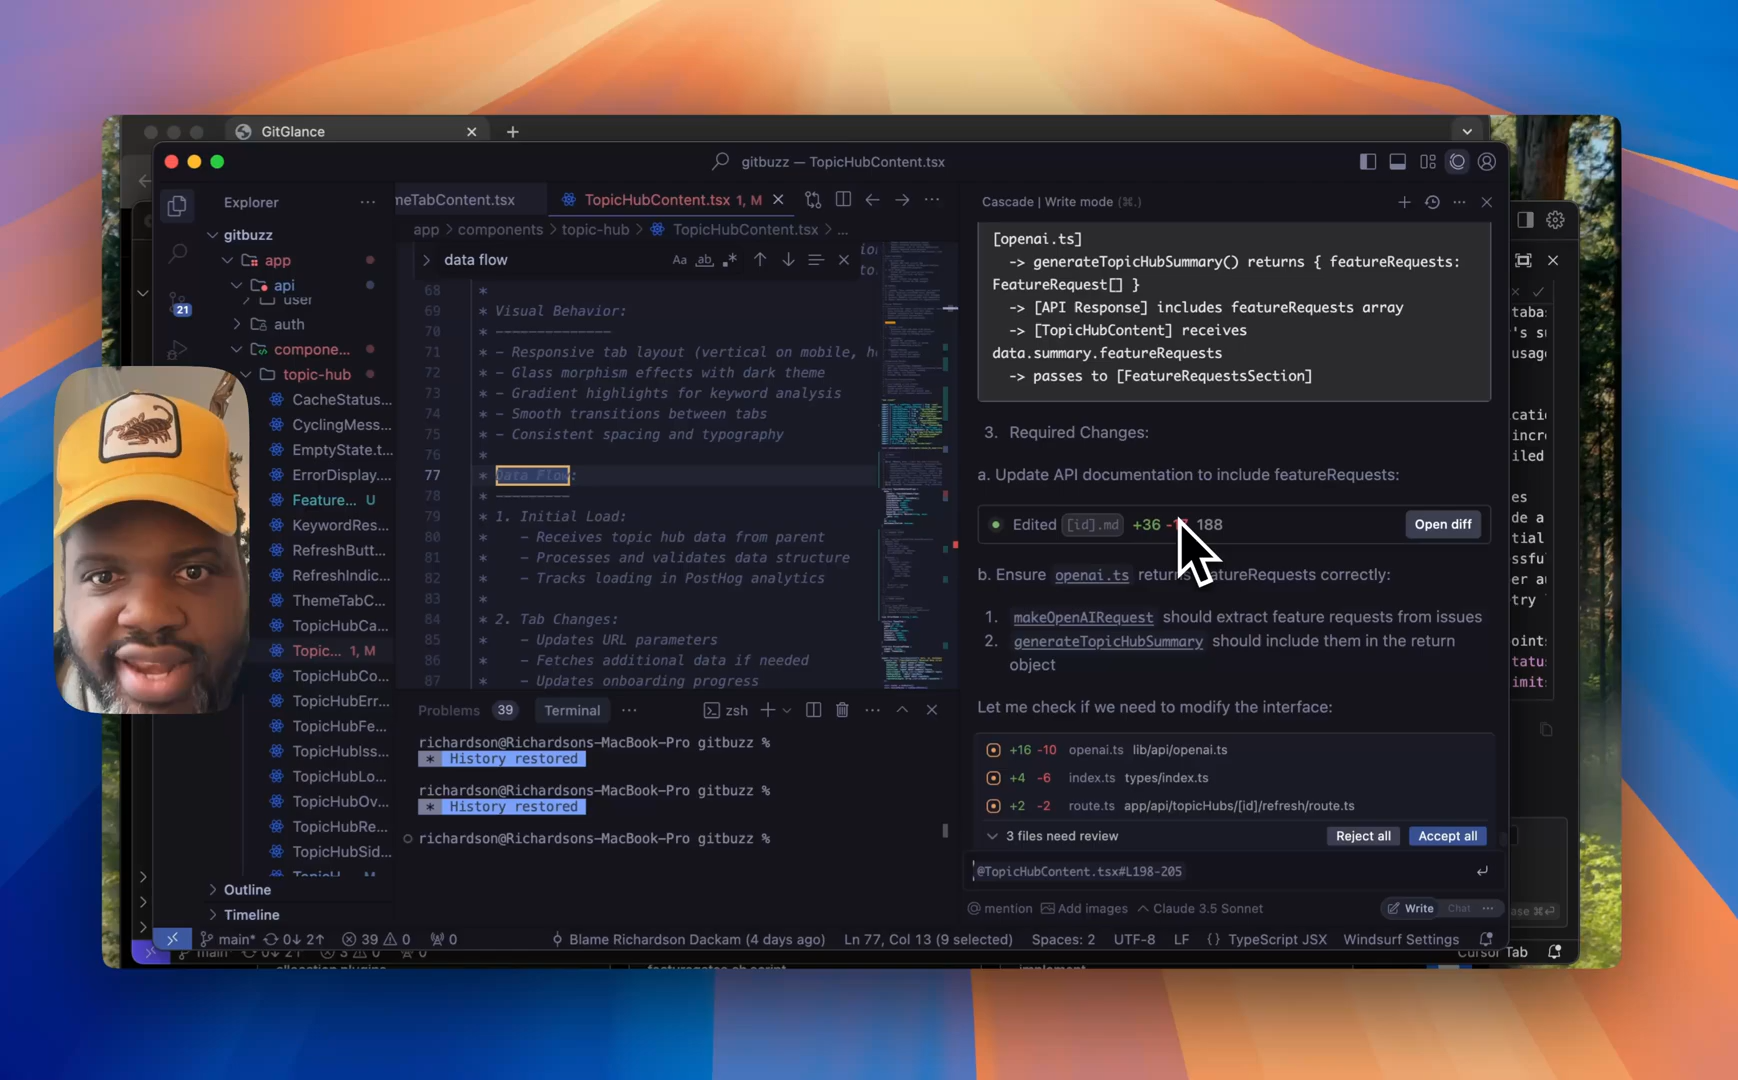 GitGlance
gitbuzz — TopicHubContent.tsx
Explorer
meTabContent.tsx
TopicHubContent.tsx 1, M
gitbuzz
app
api
user
auth
compone...
topic-hub
CacheStatus...
CyclingMess...
EmptyState.t...
ErrorDisplay....
Feature... U
KeywordRes...
RefreshButt...
RefreshIndic...
ThemeTabC...
TopicHubCa...
Topic... 1, M
TopicHubCo...
TopicHubErr...
TopicHubFe...
TopicHubIss...
TopicHubLo...
TopicHubOv...
TopicHubRe...
TopicHubSid...
Outline
Timeline
21
app > components > topic-hub > TopicHubContent.tsx > ...
data flow
Aa ab
68 *
69 * Visual Behavior:
70 * ——————————————
71 * - Responsive tab layout (vertical on mobile, h
72 * - Glass morphism effects with dark theme
73 * - Gradient highlights for keyword analysis
74 * - Smooth transitions between tabs
75 * - Consistent spacing and typography
76 *
77 * Data Flow:
78 * —————————
79 * 1. Initial Load:
80 * - Receives topic hub data from parent
81 * - Processes and validates data structure
82 * - Tracks loading in PostHog analytics
83 *
84 * 2. Tab Changes:
85 * - Updates URL parameters
86 * - Fetches additional data if needed
87 * - Updates onboarding progress
Problems 39 Terminal
zsh
richardson@Richardsons-MacBook-Pro gitbuzz %
* History restored
richardson@Richardsons-MacBook-Pro gitbuzz %
* History restored
richardson@Richardsons-MacBook-Pro gitbuzz %
Cascade | Write mode (⌘.)
[openai.ts]
-> generateTopicHubSummary() returns { featureRequests:
FeatureRequest[] }
-> [API Response] includes featureRequests array
-> [TopicHubContent] receives
data.summary.featureRequests
-> passes to [FeatureRequestsSection]
3. Required Changes:
a. Update API documentation to include featureRequests:
Edited [id].md +36 188 Open diff
b. Ensure openai.ts atureRequests correctly:
1. makeOpenAIRequest should extract feature requests from issues
2. generateTopicHubSummary should include them in the return
object
Let me check if we need to modify the interface:
+16 -10 openai.ts lib/api/openai.ts
+4 -6 index.ts types/index.ts
+2 -2 route.ts app/api/topicHubs/[id]/refresh/route.ts
3 files need review Reject all Accept all
@TopicHubContent.tsx#L198-205
@ mention Add images Claude 3.5 Sonnet Write Chat
main* 0↓ 2↑ 39 0 0 Blame Richardson Dackam (4 days ago) Ln 77, Col 13 (9 selected) Spaces: 2 UTF-8 LF {} TypeScript JSX Windsurf Settings
Cursor Tab